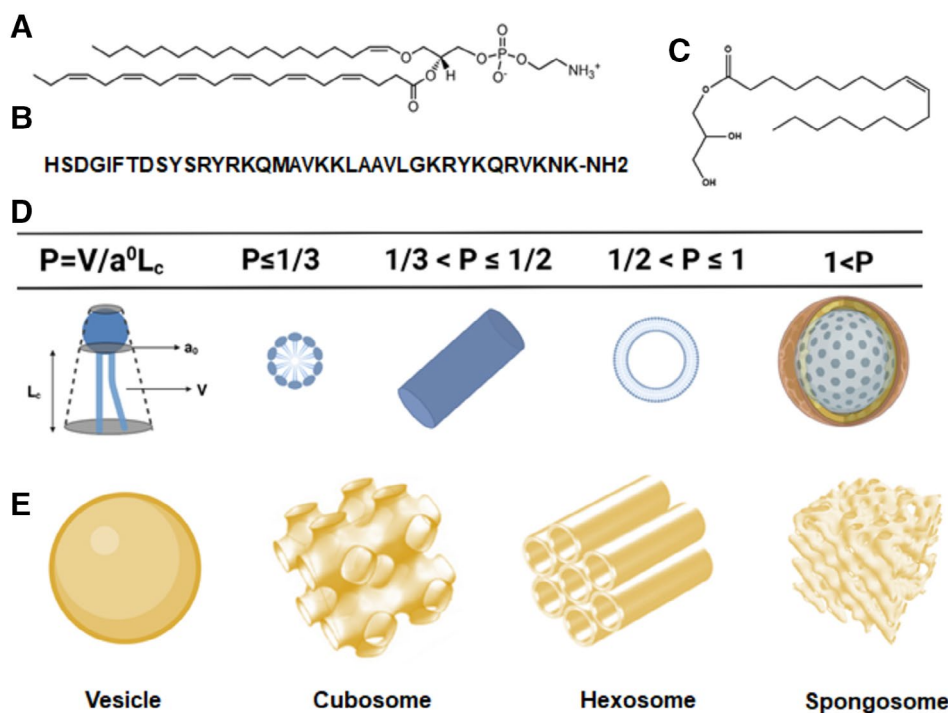 A
O
O
P
O
O
O-
NH3+
H
O
O
C
O
O
OH
OH
B
HSDGIFTDSYSRYRKQMAVKKLAAVLGKRYKQRVKNK-NH2
D
P=V/a⁰Lc P≤1/3 1/3 < P ≤ 1/2 1/2 < P ≤ 1 1<P
a₀
Lc
V
E
Vesicle Cubosome Hexosome Spongosome